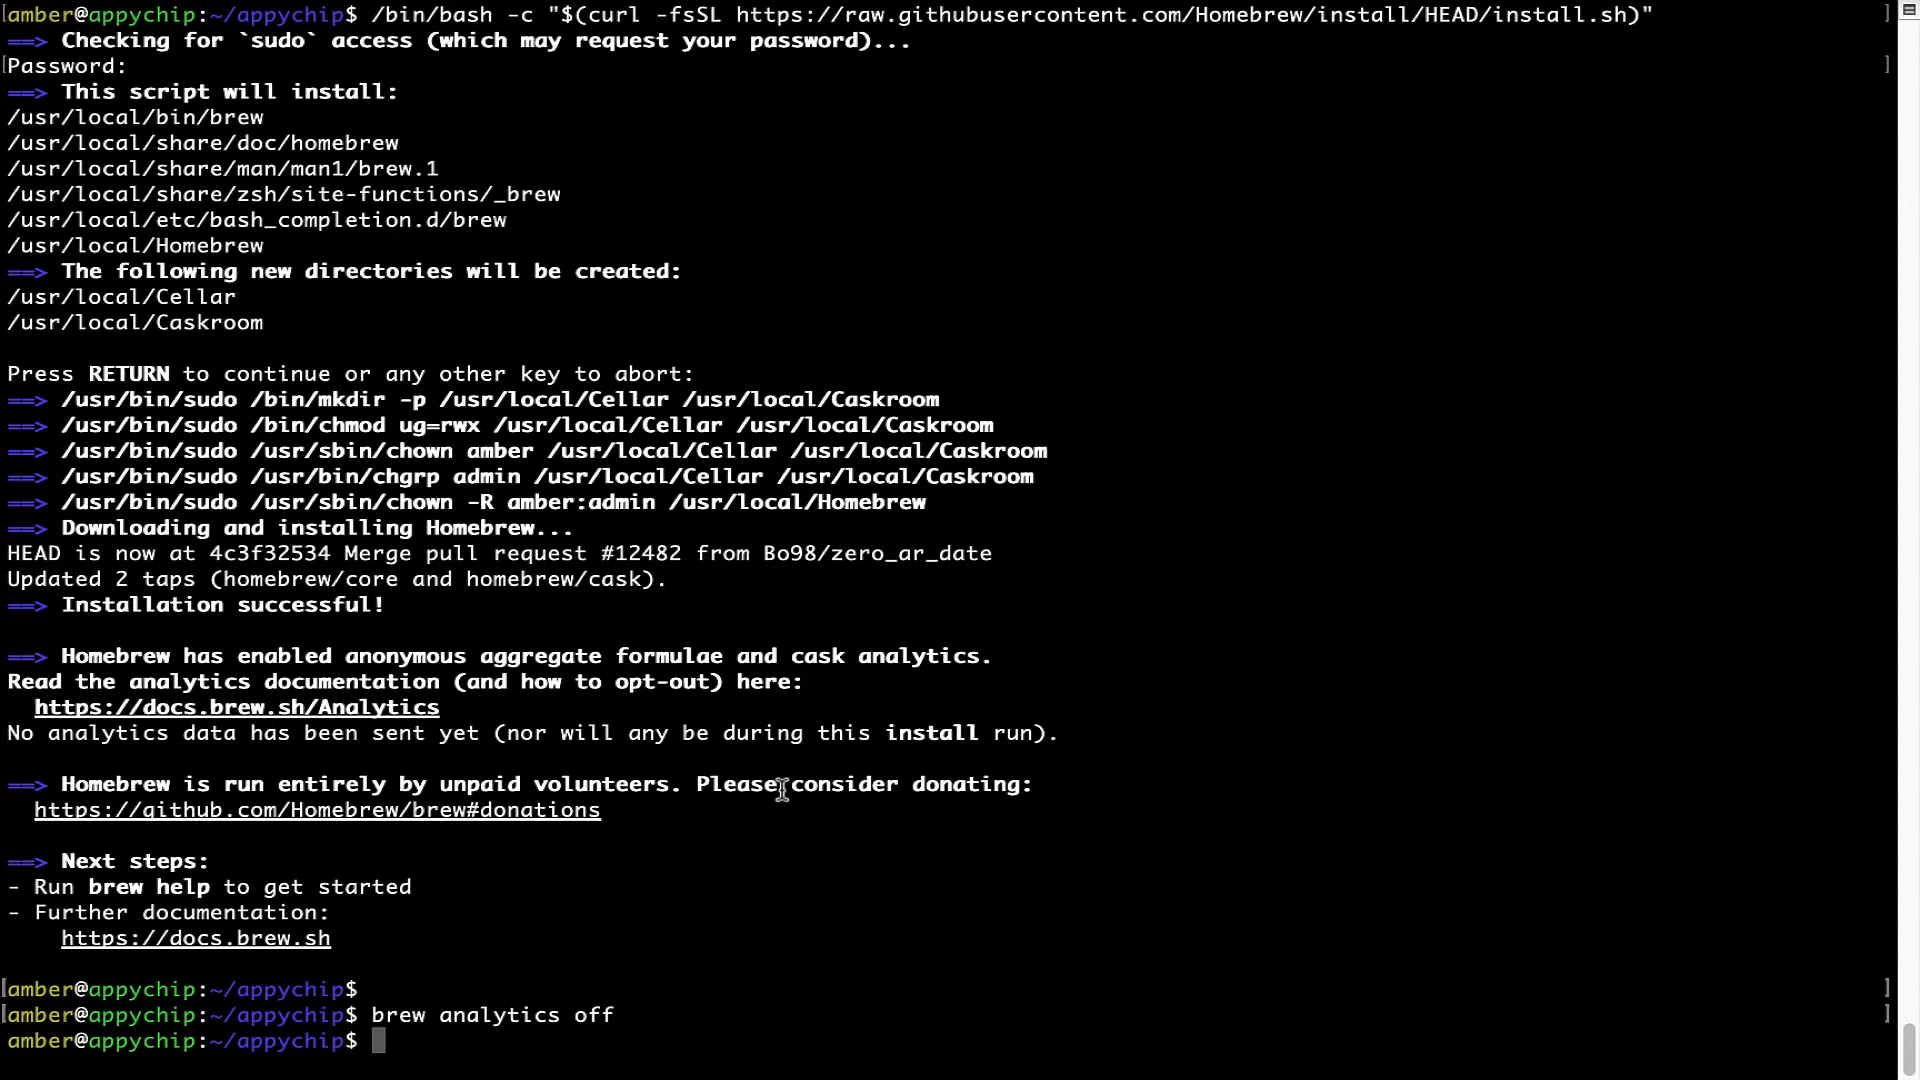 [amber@appychip:~/appychip$ /bin/bash -c "$(curl -fsSL https://raw.githubusercontent.com/Homebrew/install/HEAD/install.sh)" ]
==> Checking for `sudo` access (which may request your password)...
[Password: ]
==> This script will install:
/usr/local/bin/brew
/usr/local/share/doc/homebrew
/usr/local/share/man/man1/brew.1
/usr/local/share/zsh/site-functions/_brew
/usr/local/etc/bash_completion.d/brew
/usr/local/Homebrew
==> The following new directories will be created:
/usr/local/Cellar
/usr/local/Caskroom
Press RETURN to continue or any other key to abort:
==> /usr/bin/sudo /bin/mkdir -p /usr/local/Cellar /usr/local/Caskroom
==> /usr/bin/sudo /bin/chmod ug=rwx /usr/local/Cellar /usr/local/Caskroom
==> /usr/bin/sudo /usr/sbin/chown amber /usr/local/Cellar /usr/local/Caskroom
==> /usr/bin/sudo /usr/bin/chgrp admin /usr/local/Cellar /usr/local/Caskroom
==> /usr/bin/sudo /usr/sbin/chown -R amber:admin /usr/local/Homebrew
==> Downloading and installing Homebrew...
HEAD is now at 4c3f32534 Merge pull request #12482 from Bo98/zero_ar_date
Updated 2 taps (homebrew/core and homebrew/cask).
==> Installation successful!
==> Homebrew has enabled anonymous aggregate formulae and cask analytics.
Read the analytics documentation (and how to opt-out) here:
https://docs.brew.sh/Analytics
No analytics data has been sent yet (nor will any be during this install run).
==> Homebrew is run entirely by unpaid volunteers. Please consider donating:
https://github.com/Homebrew/brew#donations
==> Next steps:
- Run brew help to get started
- Further documentation:
https://docs.brew.sh
[amber@appychip:~/appychip$ ]
[amber@appychip:~/appychip$ brew analytics off ]
amber@appychip:~/appychip$